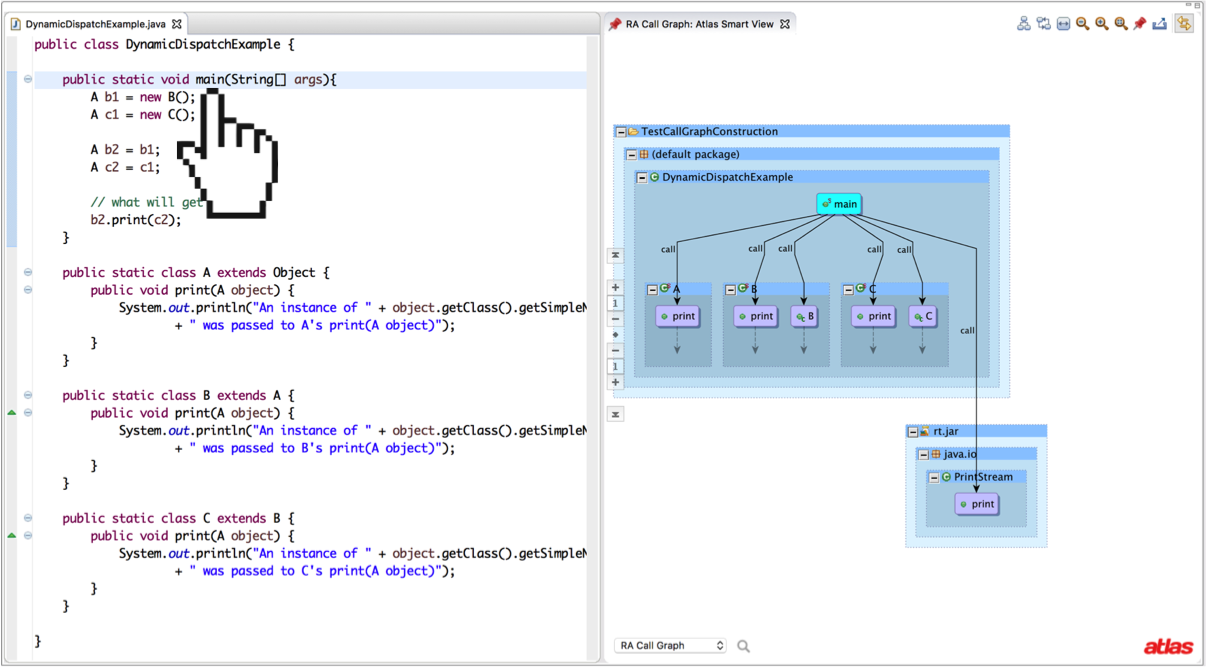 DynamicDispatchExample.java
public class DynamicDispatchExample {
public static void main(String[] args){
A b1 = new B();
A c1 = new C();
A b2 = b1;
A c2 = c1;
// what will get
b2.print(c2);
}
public static class A extends Object {
public void print(A object) {
System.out.println("An instance of " + object.getClass().getSimpleN
+ " was passed to A's print(A object)");
}
}
public static class B extends A {
public void print(A object) {
System.out.println("An instance of " + object.getClass().getSimpleN
+ " was passed to B's print(A object)");
}
}
public static class C extends B {
public void print(A object) {
System.out.println("An instance of " + object.getClass().getSimpleN
+ " was passed to C's print(A object)");
}
}
}
RA Call Graph: Atlas Smart View
TestCallGraphConstruction
(default package)
DynamicDispatchExample
main
call call call call call
A B C
print print B print C
call
1
1
rt.jar
java.io
PrintStream
print
RA Call Graph
atlas